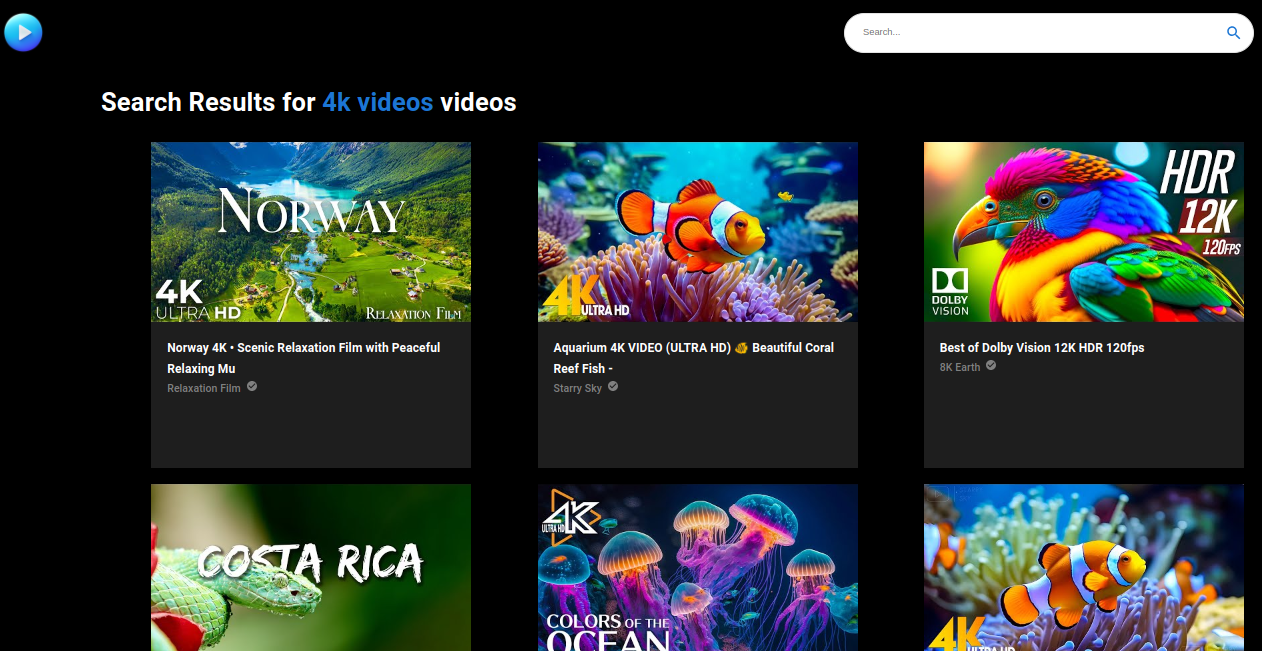 Search...
Search Results for 4k videos videos
NORWAY
4K
ULTRA HD
RELAXATION FILM
4K ULTRA HD
HDR
12K
120FPS
DOLBY
VISION
Norway 4K • Scenic Relaxation Film with Peaceful
Relaxing Mu
Relaxation Film
Aquarium 4K VIDEO (ULTRA HD) 🐠 Beautiful Coral
Reef Fish -
Starry Sky
Best of Dolby Vision 12K HDR 120fps
8K Earth
COSTA RICA
4K
ULTRA HD
COLORS OF THE
OCEAN
4K ULTRA HD